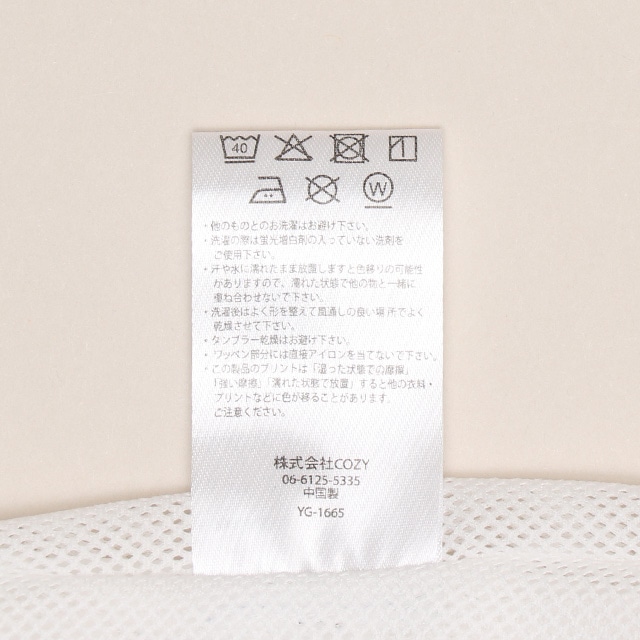 40
W
・他のものとのお洗濯はお避け下さい。
・洗濯の際は蛍光増白剤の入っていない洗剤を
ご使用下さい。
・汗や水に濡れたまま放置しますと色移りの可能性
がありますので、濡れた状態で他の物と一緒に
重ね合わせないで下さい。
・洗濯後はよく形を整えて風通しの良い場所でよく
乾燥させて下さい。
・タンブラー乾燥はお避け下さい。
・ワッペン部分には直接アイロンを当てないで下さい。
・この製品のプリントは「湿った状態での摩擦」
「強い摩擦」「濡れた状態で放置」すると他の衣料・
プリントなどに色が移ることがあります。
ご注意ください。
株式会社COZY
06-6125-5335
中国製
YG-1665